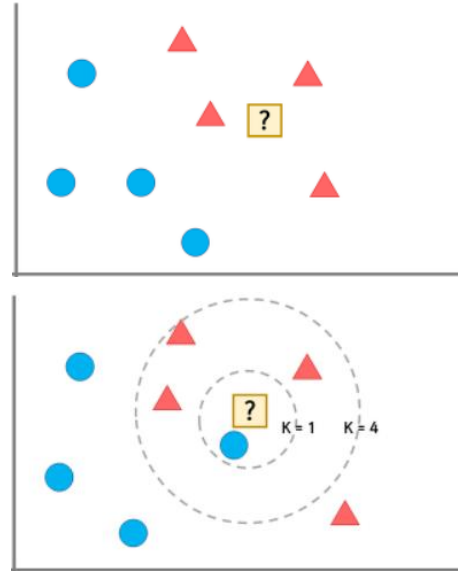 ?
?
K = 1 K = 4